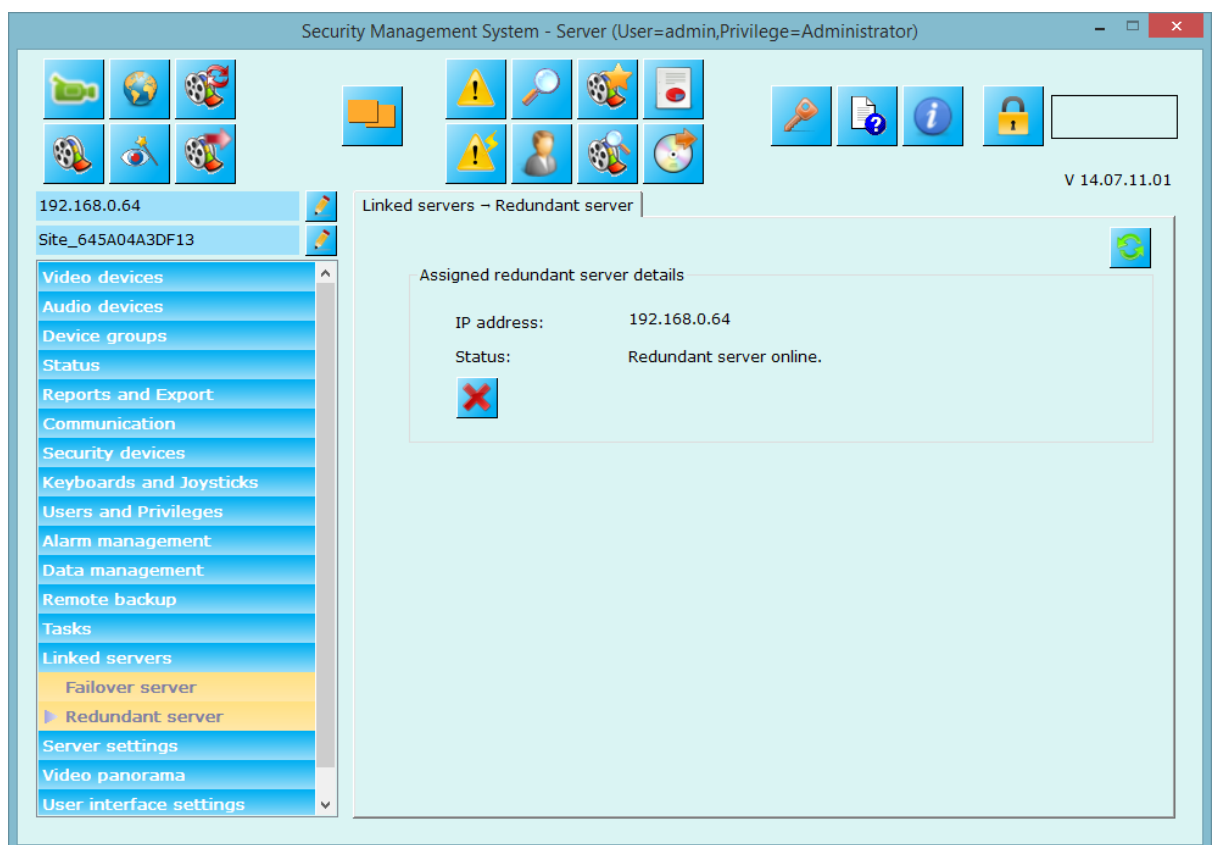 Security Management System - Server (User=admin,Privilege=Administrator)
V 14.07.11.01
192.168.0.64
Site_645A04A3DF13
Video devices
Audio devices
Device groups
Status
Reports and Export
Communication
Security devices
Keyboards and Joysticks
Users and Privileges
Alarm management
Data management
Remote backup
Tasks
Linked servers
Failover server
Redundant server
Server settings
Video panorama
User interface settings
Linked servers → Redundant server
Assigned redundant server details
IP address: 192.168.0.64
Status: Redundant server online.